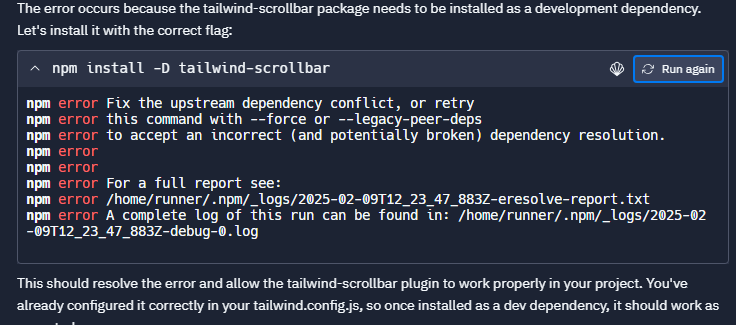 The error occurs because the tailwind-scrollbar package needs to be installed as a development dependency.
Let's install it with the correct flag:
npm install -D tailwind-scrollbar
Run again
npm error Fix the upstream dependency conflict, or retry
npm error this command with --force or --legacy-peer-deps
npm error to accept an incorrect (and potentially broken) dependency resolution.
npm error
npm error
npm error For a full report see:
npm error /home/runner/.npm/_logs/2025-02-09T12_23_47_883Z-eresolve-report.txt
npm error A complete log of this run can be found in: /home/runner/.npm/_logs/2025-02
-09T12_23_47_883Z-debug-0.log
This should resolve the error and allow the tailwind-scrollbar plugin to work properly in your project. You've
already configured it correctly in your tailwind.config.js, so once installed as a dev dependency, it should work as